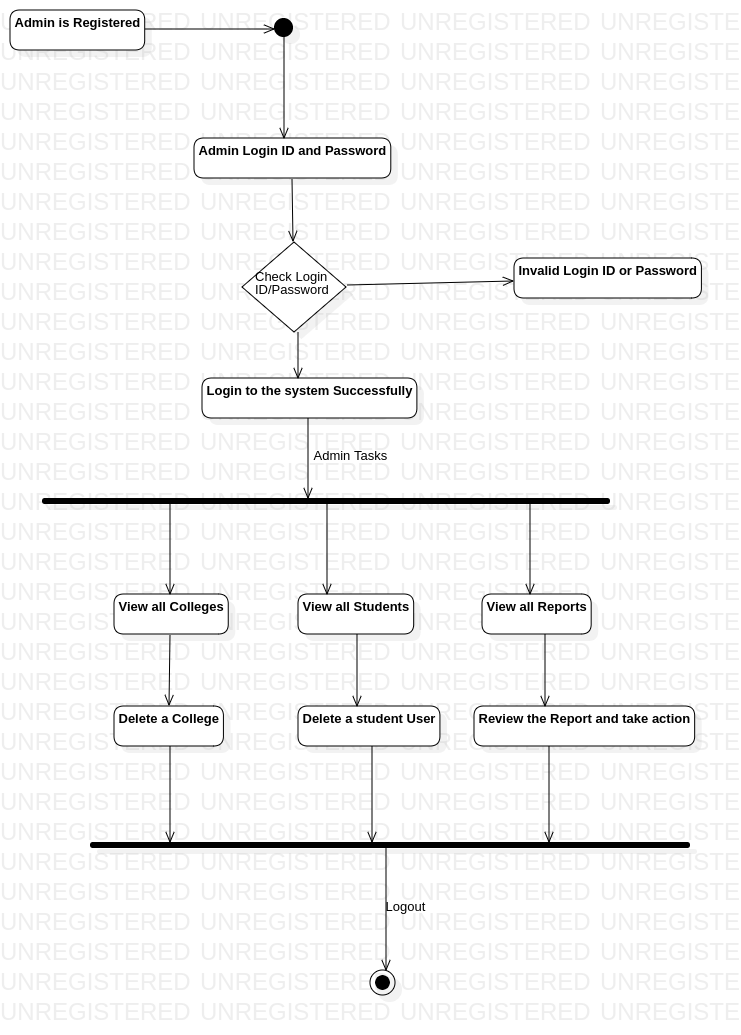 Admin is Registered
Admin Login ID and Password
Check Login
ID/Password
Invalid Login ID or Password
Login to the system Successfully
Admin Tasks
View all Colleges
View all Students
View all Reports
Delete a College
Delete a student User
Review the Report and take action
Logout
UNREGISTERED